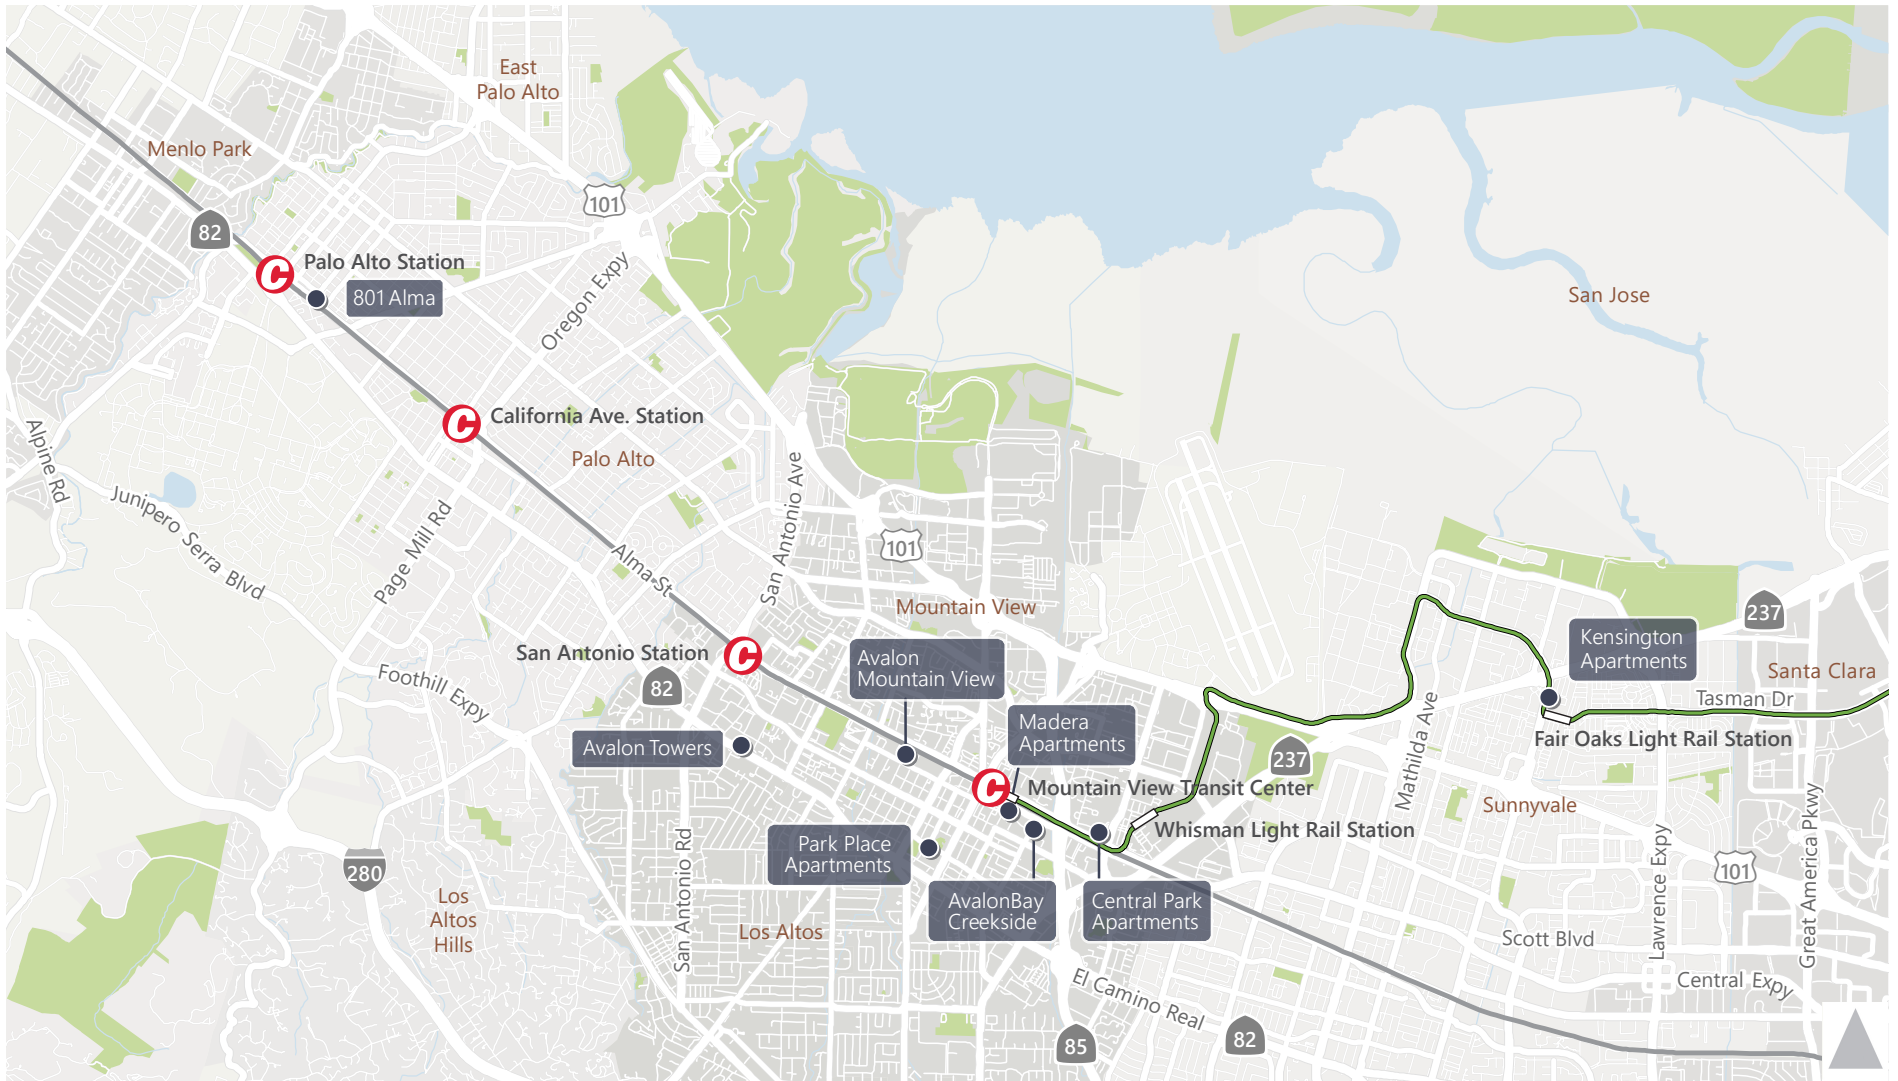 East
Palo Alto
Menlo Park
101
82
C
Palo Alto Station
801 Alma
Oregon Expy
San Jose
C
California Ave. Station
Palo Alto
Alpine Rd
Junipero Serra Blvd
Page Mill Rd
San Antonio Ave
101
Alma St
Mountain View
237
Kensington
Apartments
San Antonio Station
C
82
Avalon
Mountain View
Santa Clara
Tasman Dr
Foothill Expy
Madera
Apartments
Mathilda Ave
Fair Oaks Light Rail Station
Avalon Towers
237
C
Mountain View Transit Center
Sunnyvale
Whisman Light Rail Station
Park Place
Apartments
280
San Antonio Rd
Lawrence Expy
101
Great America Pkwy
Los
Altos
Hills
Los Altos
AvalonBay
Creekside
Central Park
Apartments
Scott Blvd
Central Expy
El Camino Real
85
82